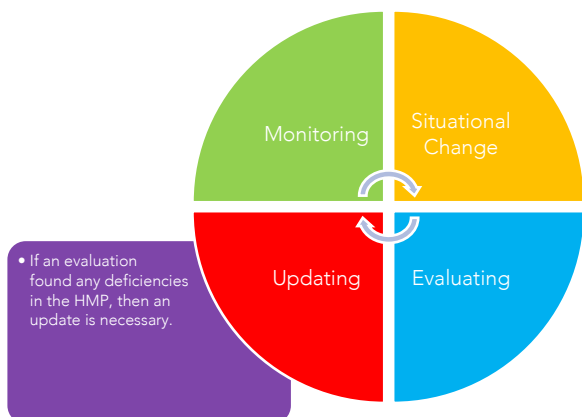 Monitoring
Situational
Change
Updating
Evaluating
• If an evaluation
found any deficiencies
in the HMP, then an
update is necessary.